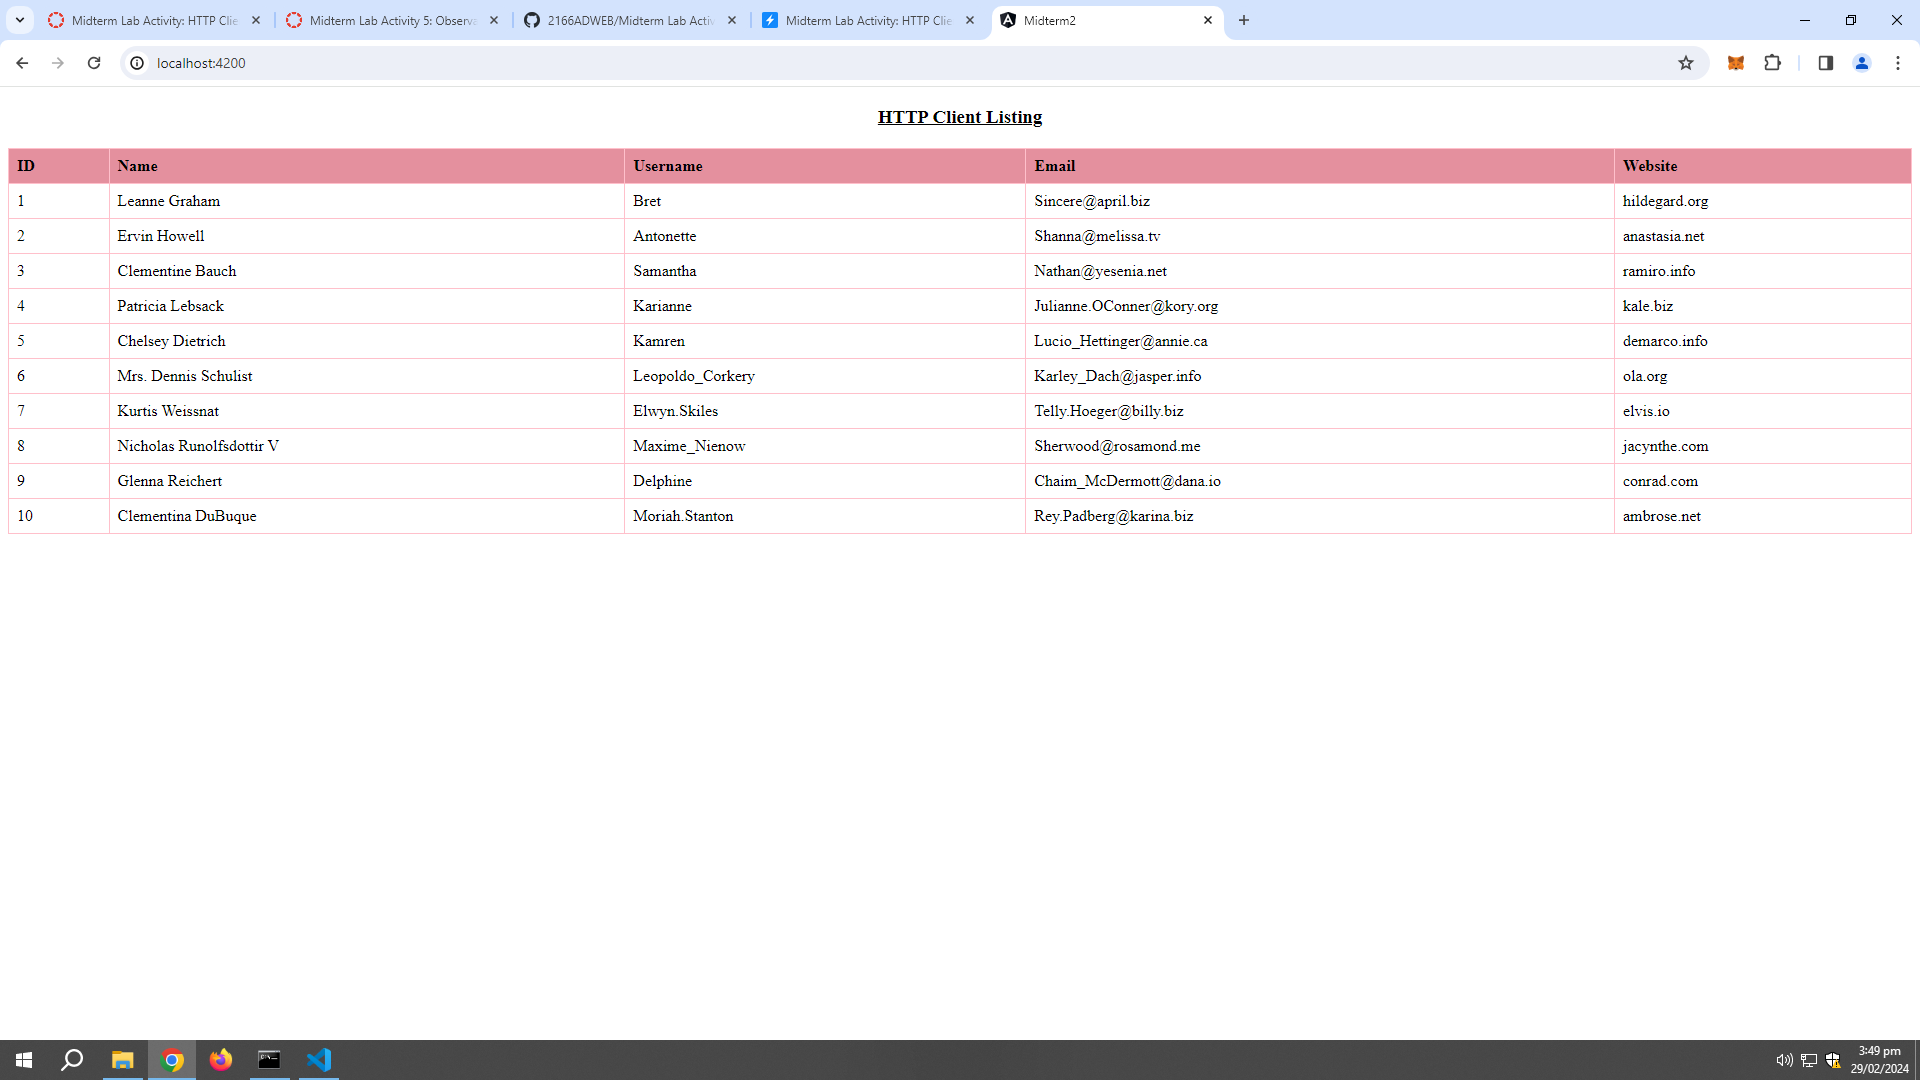 Midterm Lab Activity: HTTP Clie
Midterm Lab Activity 5: Observa
2166ADWEB/Midterm Lab Activ
Midterm Lab Activity: HTTP Clie
Midterm2
localhost:4200
HTTP Client Listing
ID Name Username Email Website
1 Leanne Graham Bret Sincere@april.biz hildegard.org
2 Ervin Howell Antonette Shanna@melissa.tv anastasia.net
3 Clementine Bauch Samantha Nathan@yesenia.net ramiro.info
4 Patricia Lebsack Karianne Julianne.OConner@kory.org kale.biz
5 Chelsey Dietrich Kamren Lucio_Hettinger@annie.ca demarco.info
6 Mrs. Dennis Schulist Leopoldo_Corkery Karley_Dach@jasper.info ola.org
7 Kurtis Weissnat Elwyn.Skiles Telly.Hoeger@billy.biz elvis.io
8 Nicholas Runolfsdottir V Maxime_Nienow Sherwood@rosamond.me jacynthe.com
9 Glenna Reichert Delphine Chaim_McDermott@dana.io conrad.com
10 Clementina DuBuque Moriah.Stanton Rey.Padberg@karina.biz ambrose.net
3:49 pm
29/02/2024